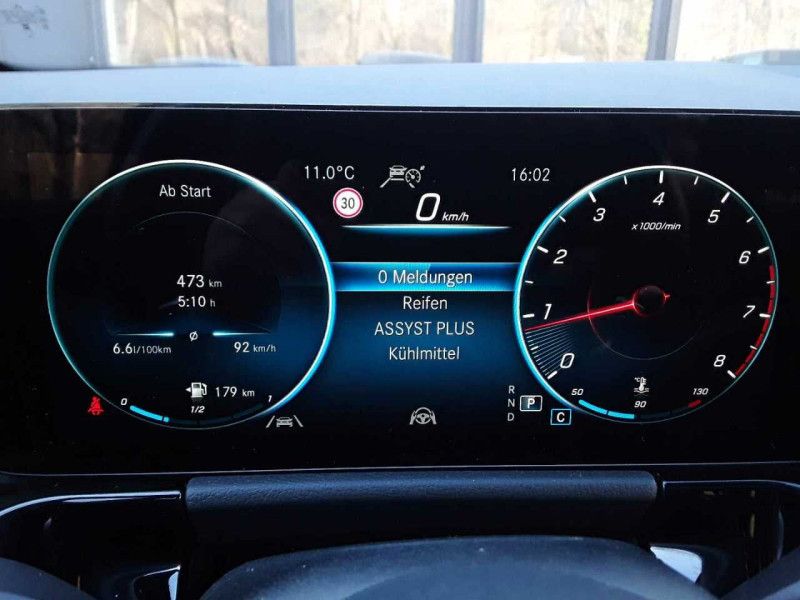 Ab Start
473 km
5:10 h
6.6l/100km ø 92 km/h
179 km
0 1/2 1
11.0°C
16:02
30
0 km/h
0 Meldungen
Reifen
ASSYST PLUS
Kühlmittel
R
N P
D C
x1000/min
0 1 2 3 4 5 6 7 8
°C
50 90 130